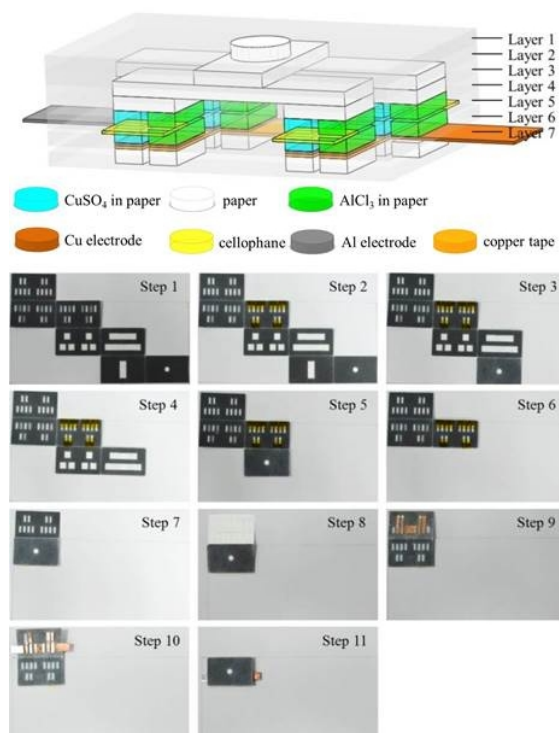 Layer 1
Layer 2
Layer 3
Layer 4
Layer 5
Layer 6
Layer 7
CuSO₄ in paper
paper
AlCl₃ in paper
Cu electrode
cellophane
Al electrode
copper tape
Step 1
Step 2
Step 3
Step 4
Step 5
Step 6
Step 7
Step 8
Step 9
Step 10
Step 11